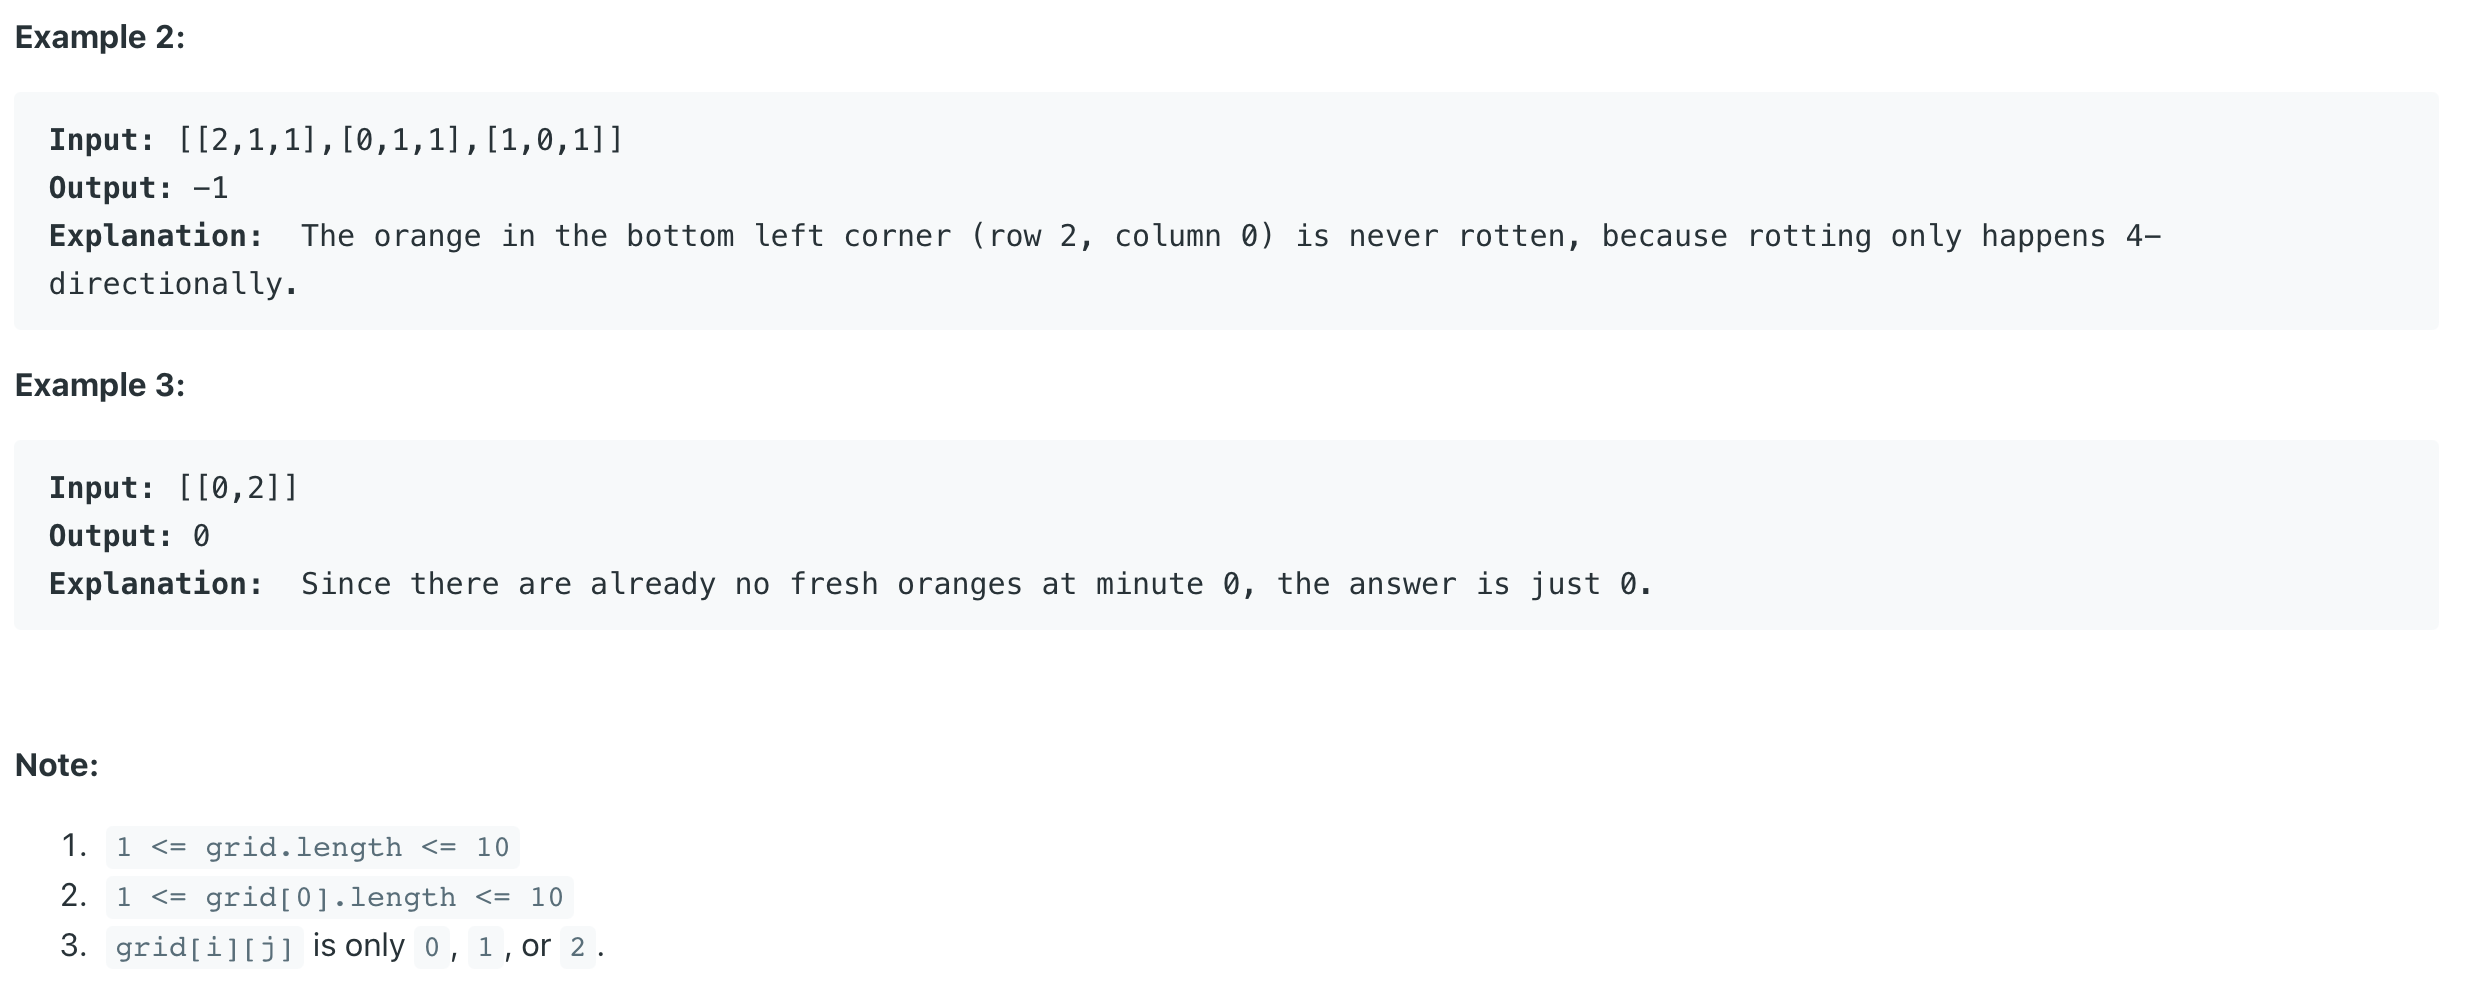 Example 2:
Input: [[2,1,1],[0,1,1],[1,0,1]]
Output: -1
Explanation:  The orange in the bottom left corner (row 2, column 0) is never rotten, because rotting only happens 4-
directionally.
Example 3:
Input: [[0,2]]
Output: 0
Explanation:  Since there are already no fresh oranges at minute 0, the answer is just 0.
Note:
1. 1 <= grid.length <= 10
2. 1 <= grid[0].length <= 10
3. grid[i][j] is only 0, 1, or 2.